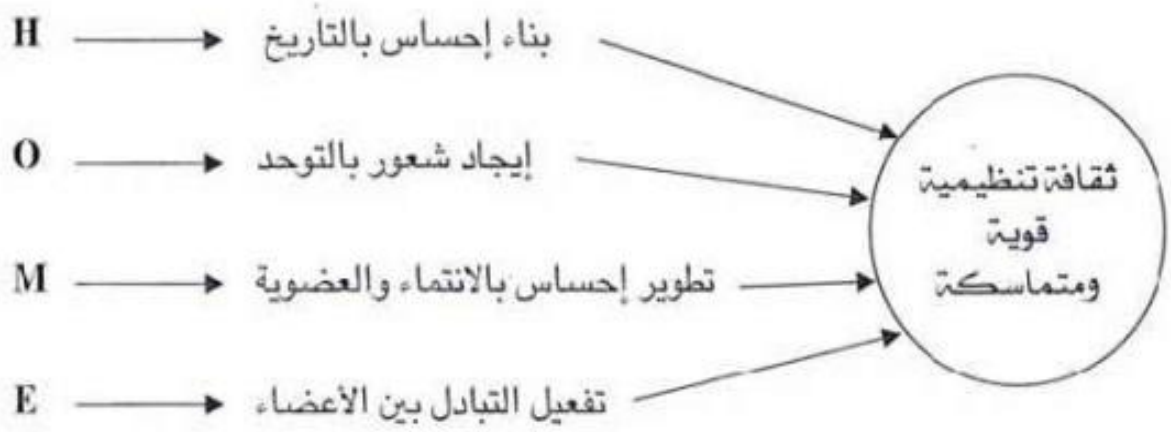 H بناء إحساس بالتاريخ
O إيجاد شعور بالتوحد
M تطوير إحساس بالانتماء والعضوية
E تفعيل التبادل بين الأعضاء
ثقافة تنظيمية
قوية
ومتماسكة